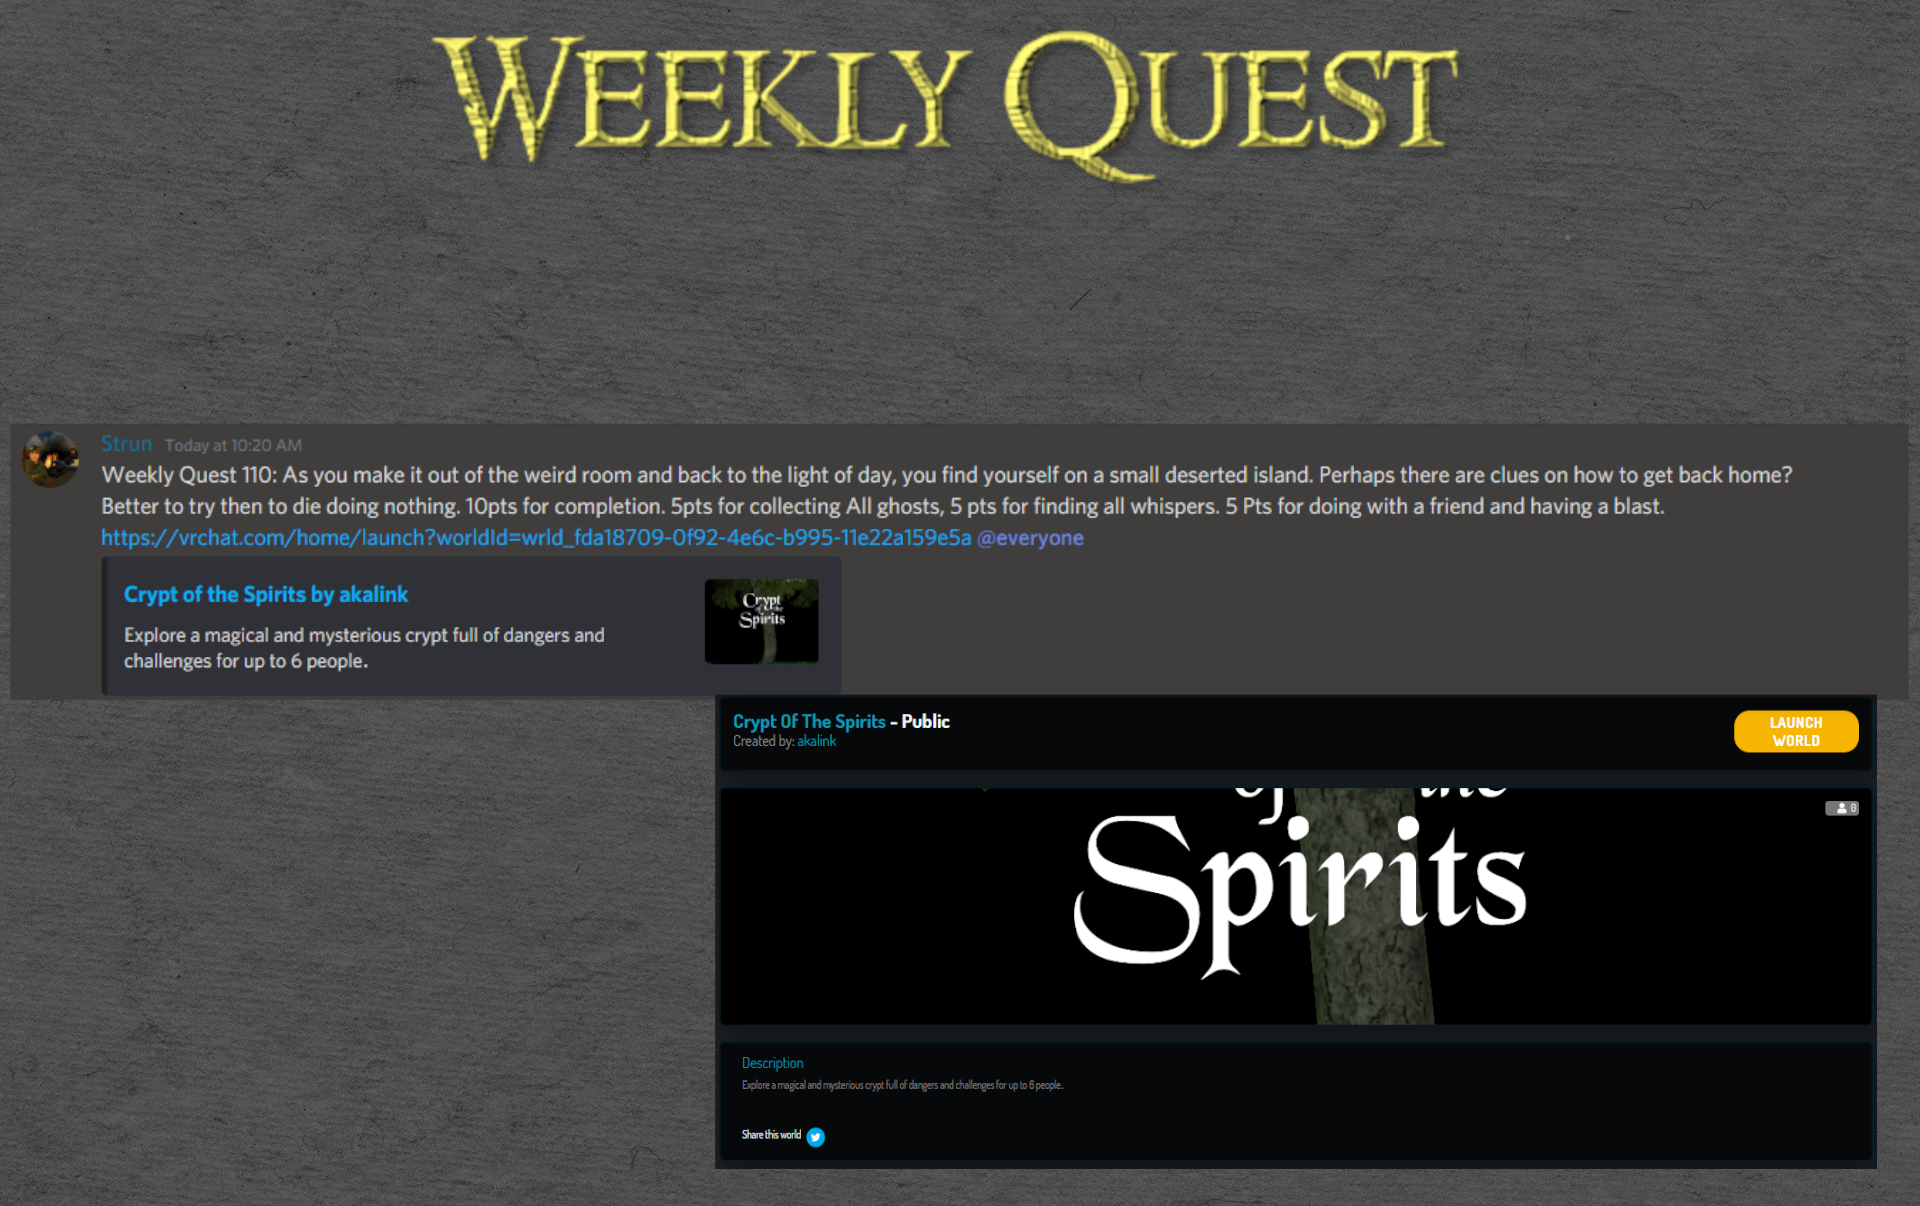 WEEKLY QUEST
Strun Today at 10:20 AM
Weekly Quest 110: As you make it out of the weird room and back to the light of day, you find yourself on a small deserted island. Perhaps there are clues on how to get back home?
Better to try then to die doing nothing. 10pts for completion. 5pts for collecting All ghosts, 5 pts for finding all whispers. 5 Pts for doing with a friend and having a blast.
https://vrchat.com/home/launch?worldId=wrld_fda18709-0f92-4e6c-b995-11e22a159e5a @everyone
Crypt of the Spirits by akalink
Explore a magical and mysterious crypt full of dangers and
challenges for up to 6 people.
Crypt
of the
Spirits
Crypt Of The Spirits - Public
Created by: akalink
LAUNCH
WORLD
0
of the
Spirits
Description
Explore a magical and mysterious crypt full of dangers and challenges for up to 6 people.
Share this world